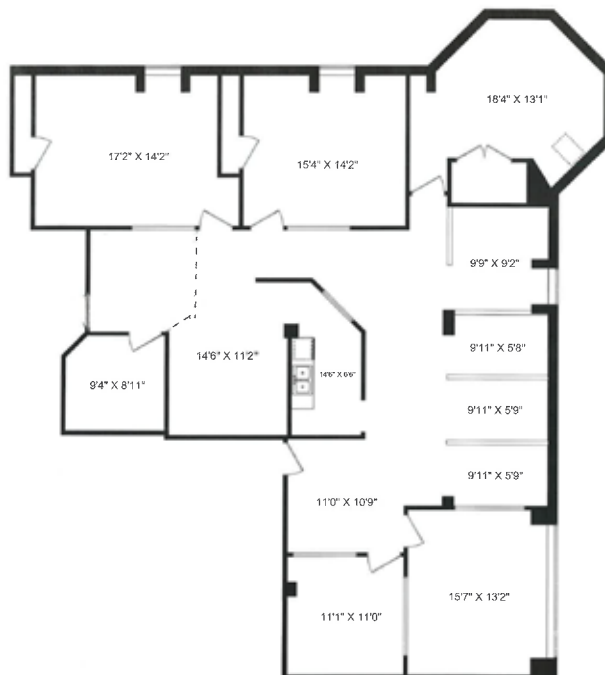 18'4" X 13'1"
17'2" X 14'2"
15'4" X 14'2"
9'9" X 9'2"
14'6" X 11'2"
9'11" X 5'8"
14'6" X 6'6"
9'4" X 8'11"
9'11" X 5'9"
9'11" X 5'9"
11'0" X 10'9"
15'7" X 13'2"
11'1" X 11'0"